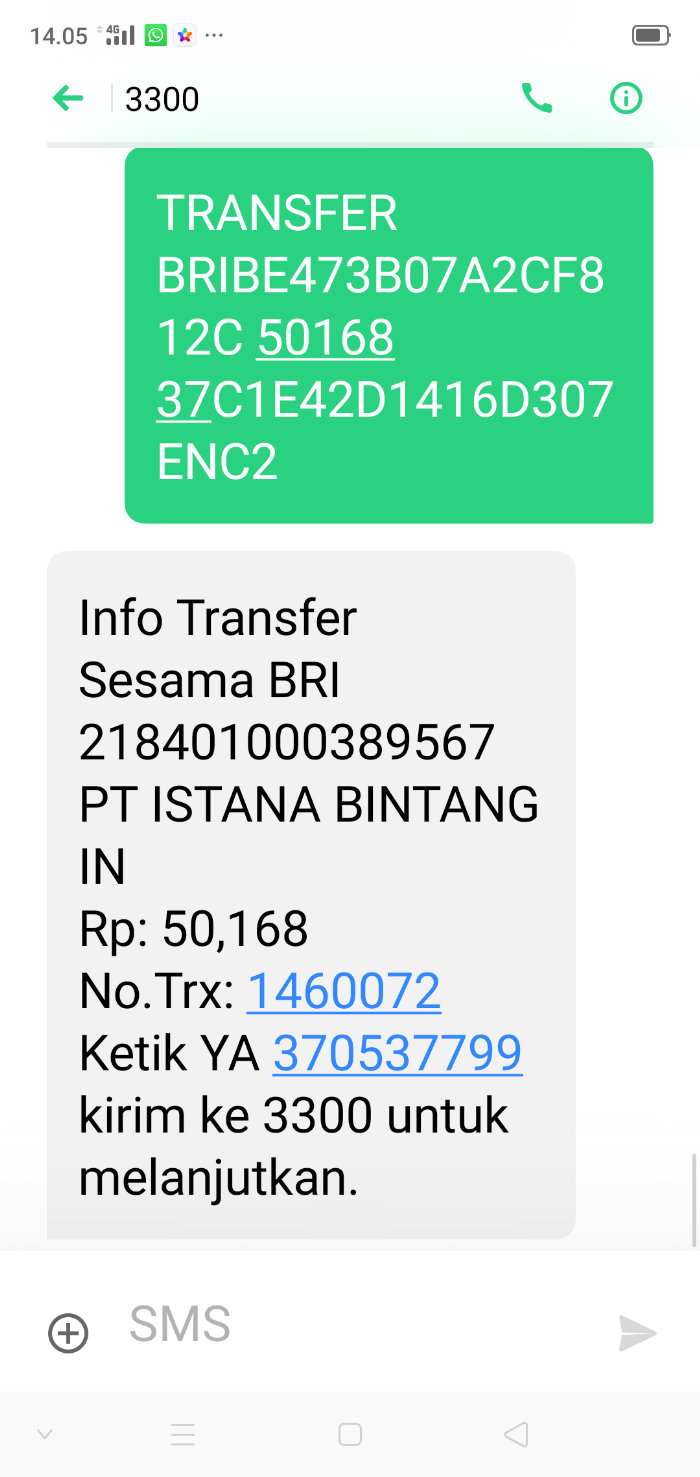 14.05 4G
3300
TRANSFER
BRIBE473B07A2CF8
12C 50168
37C1E42D1416D307
ENC2
Info Transfer
Sesama BRI
218401000389567
PT ISTANA BINTANG
IN
Rp: 50,168
No.Trx: 1460072
Ketik YA 370537799
kirim ke 3300 untuk
melanjutkan.
SMS